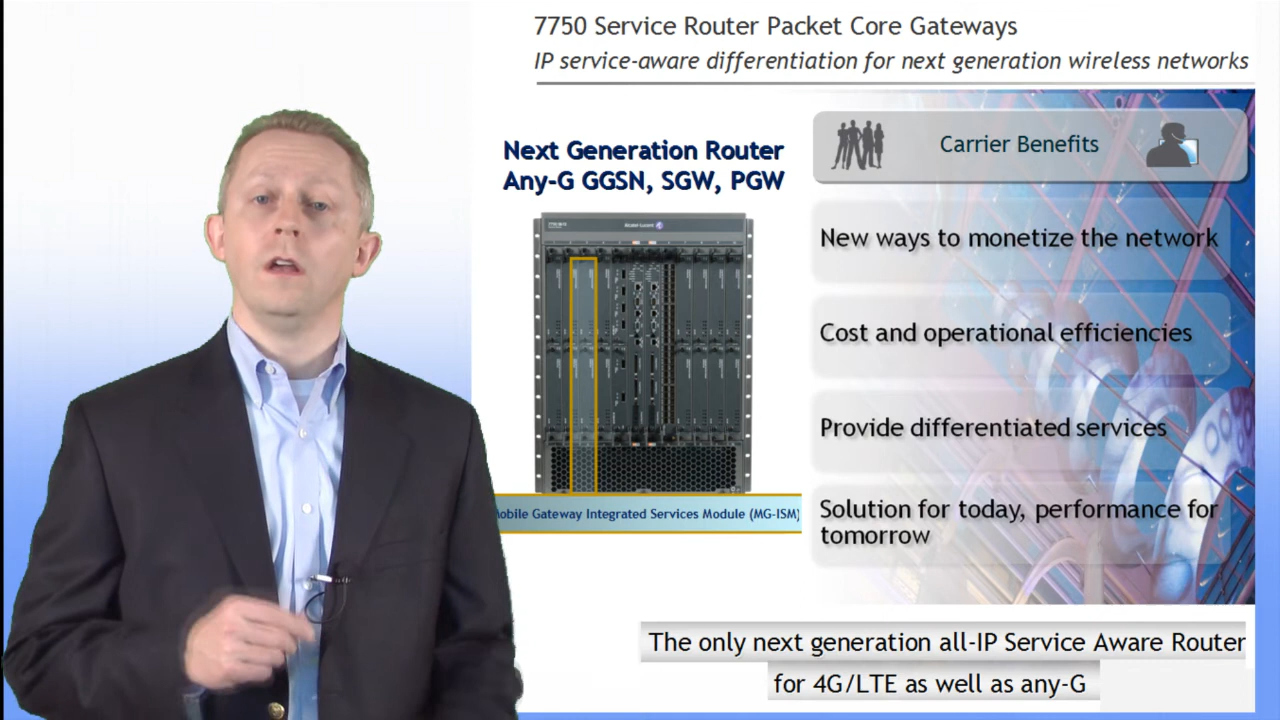 7750 Service Router Packet Core Gateways
IP service-aware differentiation for next generation wireless networks
Next Generation Router
Any-G GGSN, SGW, PGW
Carrier Benefits
New ways to monetize the network
Cost and operational efficiencies
Provide differentiated services
Solution for today, performance for
tomorrow
Alcatel-Lucent
obile Gateway Integrated Services Module (MG-ISM)
The only next generation all-IP Service Aware Router
for 4G/LTE as well as any-G